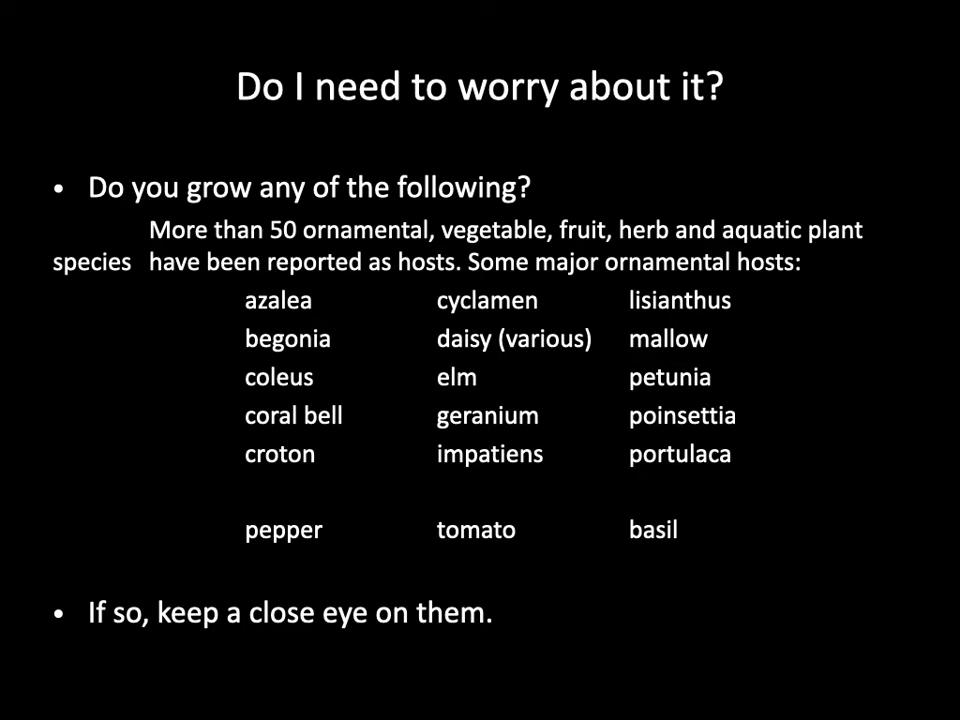 Do I need to worry about it?
• Do you grow any of the following?
More than 50 ornamental, vegetable, fruit, herb and aquatic plant
species have been reported as hosts. Some major ornamental hosts:
azalea cyclamen lisianthus
begonia daisy (various) mallow
coleus elm petunia
coral bell geranium poinsettia
croton impatiens portulaca
pepper tomato basil
• If so, keep a close eye on them.